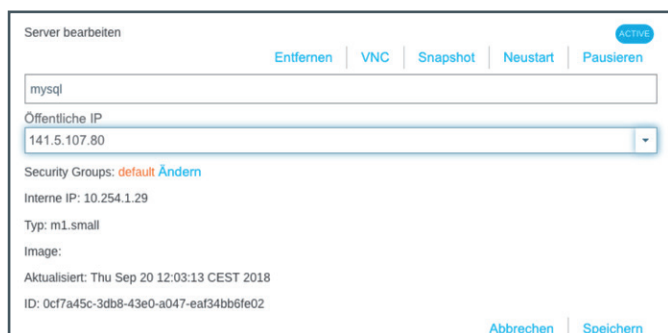 Server bearbeiten
ACTIVE
Entfernen VNC Snapshot Neustart Pausieren
mysql
Öffentliche IP
141.5.107.80
Security Groups: default Ändern
Interne IP: 10.254.1.29
Typ: m1.small
Image:
Aktualisiert: Thu Sep 20 12:03:13 CEST 2018
ID: 0cf7a45c-3db8-43e0-a047-eaf34bb6fe02
Abbrechen Speichern